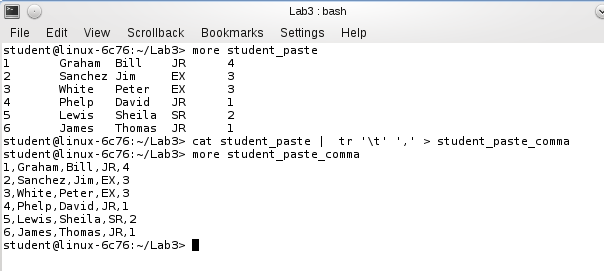 Lab3 : bash
File Edit View Scrollback Bookmarks Settings Help
student@linux-6c76:~/Lab3> more student_paste
1 Graham Bill JR 4
2 Sanchez Jim EX 3
3 White Peter EX 3
4 Phelp David JR 1
5 Lewis Sheila SR 2
6 James Thomas JR 1
student@linux-6c76:~/Lab3> cat student_paste |  tr '\t' ',' > student_paste_comma
student@linux-6c76:~/Lab3> more student_paste_comma
1,Graham,Bill,JR,4
2,Sanchez,Jim,EX,3
3,White,Peter,EX,3
4,Phelp,David,JR,1
5,Lewis,Sheila,SR,2
6,James,Thomas,JR,1
student@linux-6c76:~/Lab3>